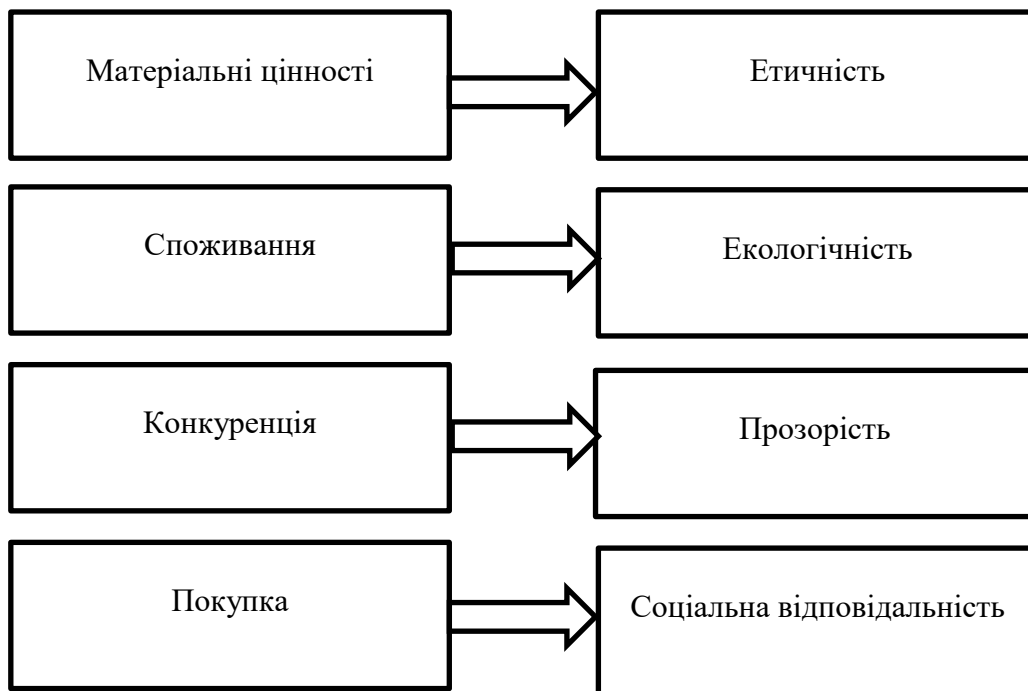 Матеріальні цінності
Етичність
Споживання
Екологічність
Конкуренція
Прозорість
Покупка
Соціальна відповідальність